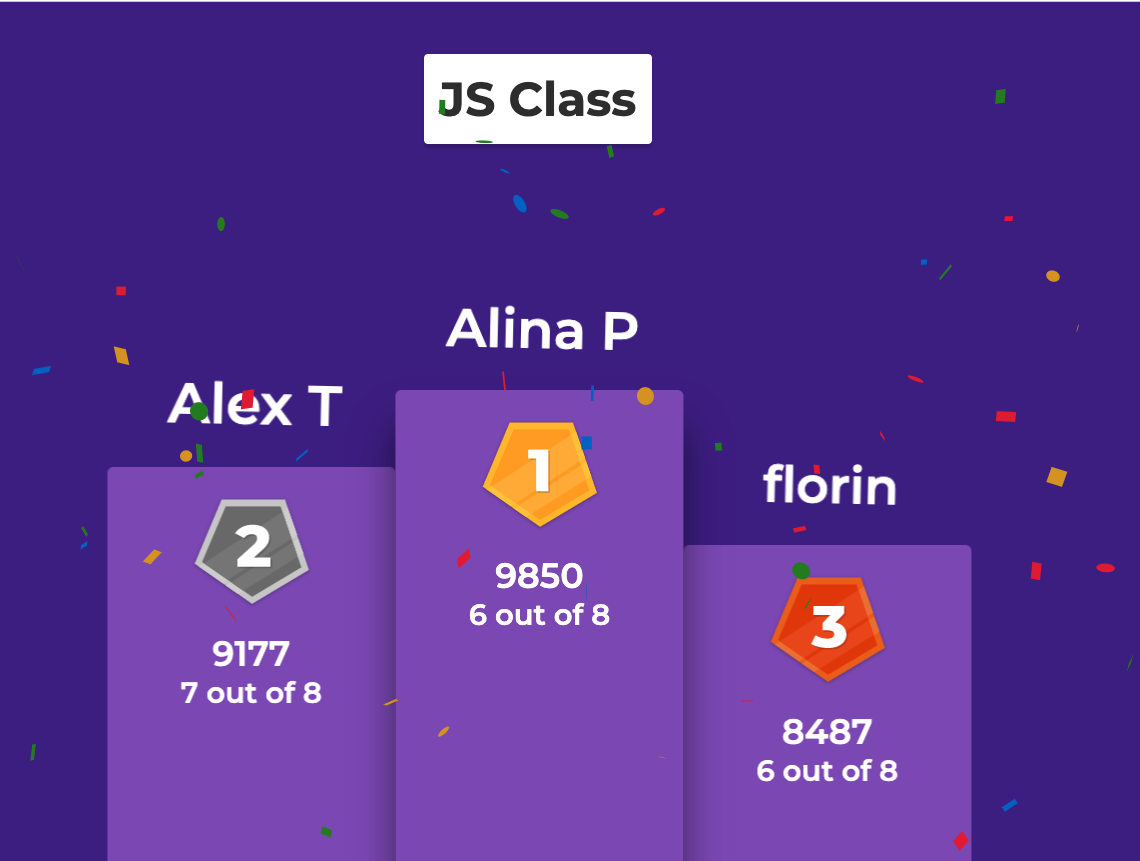 JS Class
Alina P
1
9850
6 out of 8
Alex T
2
9177
7 out of 8
florin
3
8487
6 out of 8